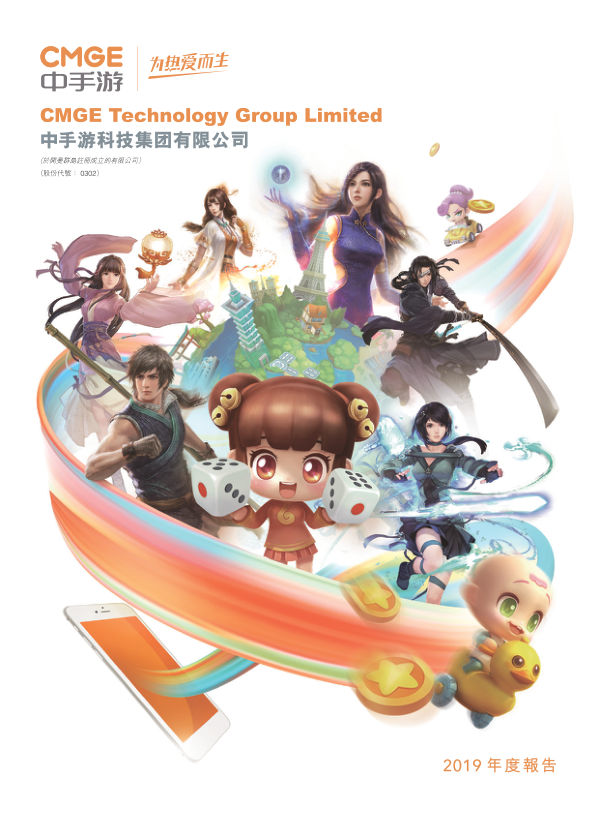 CMGE
中手游
为热爱而生
CMGE Technology Group Limited
中手游科技集团有限公司
(於開曼群島註冊成立的有限公司)
(股份代號：0302)
2019 年度報告